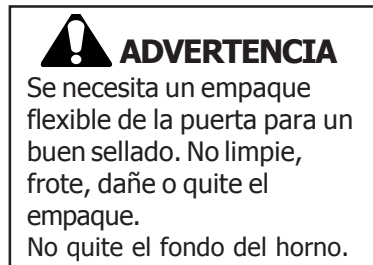 ADVERTENCIA
Se necesita un empaque
flexible de la puerta para un
buen sellado. No limpie,
frote, dañe o quite el
empaque.
No quite el fondo del horno.